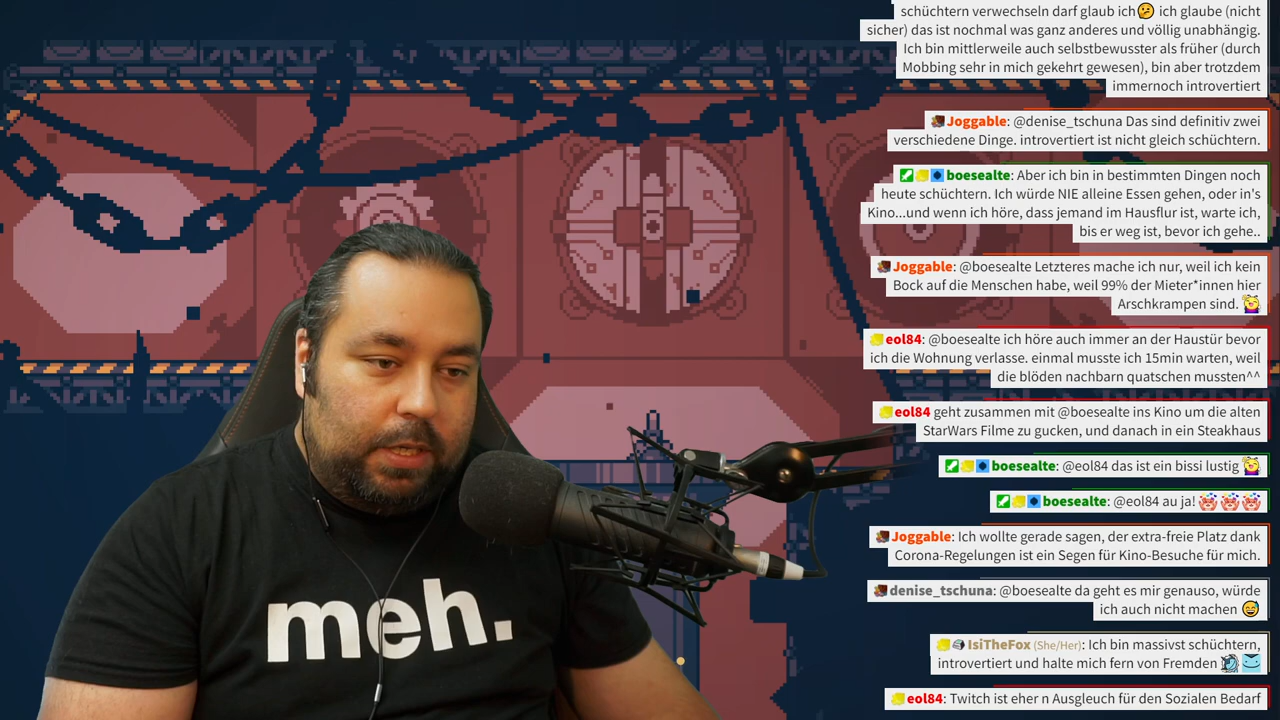 schüchtern verwechseln darf glaub ich ich glaube (nicht
sicher) das ist nochmal was ganz anderes und völlig unabhängig.
Ich bin mittlerweile auch selbstbewusster als früher (durch
Mobbing sehr in mich gekehrt gewesen), bin aber trotzdem
immernoch introvertiert
Joggable: @denise_tschuna Das sind definitiv zwei
verschiedene Dinge. introvertiert ist nicht gleich schüchtern.
boesealte: Aber ich bin in bestimmten Dingen noch
heute schüchtern. Ich würde NIE alleine Essen gehen, oder in's
Kino...und wenn ich höre, dass jemand im Hausflur ist, warte ich,
bis er weg ist, bevor ich gehe..
Joggable: @boesealte Letzteres mache ich nur, weil ich kein
Bock auf die Menschen habe, weil 99% der Mieter*innen hier
Arschkrampen sind.
eol84: @boesealte ich höre auch immer an der Haustür bevor
ich die Wohnung verlasse. einmal musste ich 15min warten, weil
die blöden nachbarn quatschen mussten^^
eol84 geht zusammen mit @boesealte ins Kino um die alten
StarWars Filme zu gucken, und danach in ein Steakhaus
boesealte: @eol84 das ist ein bissi lustig
boesealte: @eol84 au ja!
Joggable: Ich wollte gerade sagen, der extra-freie Platz dank
Corona-Regelungen ist ein Segen für Kino-Besuche für mich.
denise_tschuna: @boesealte da geht es mir genauso, würde
ich auch nicht machen
IsiTheFox (She/Her): Ich bin massivst schüchtern,
introvertiert und halte mich fern von Fremden
eol84: Twitch ist eher n Ausgleuch für den Sozialen Bedarf
meh.